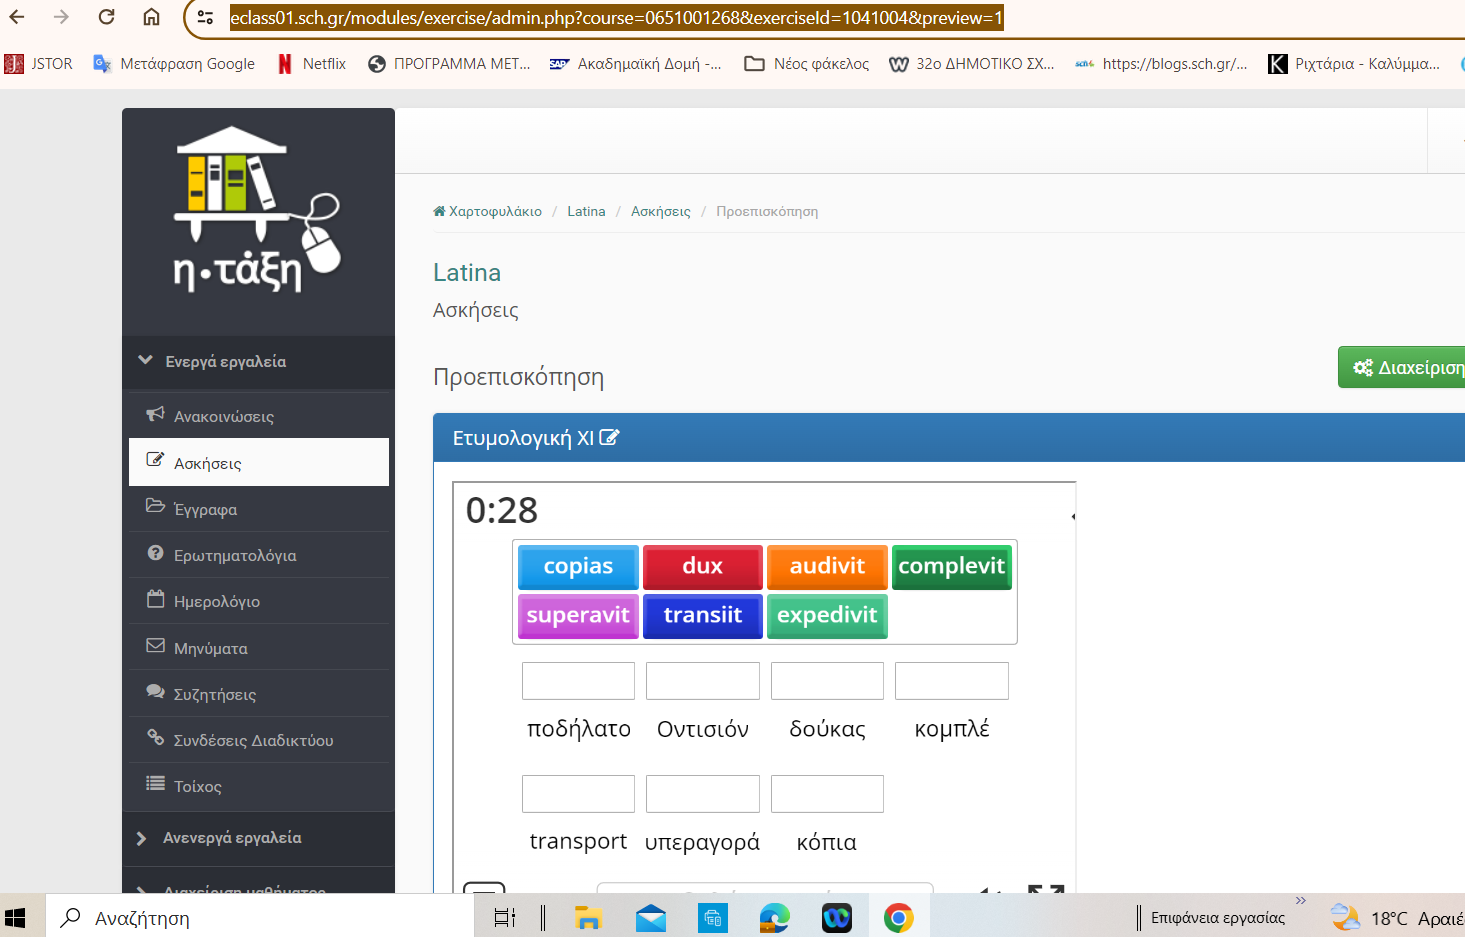 eclass01.sch.gr/modules/exercise/admin.php?course=0651001268&exerciseId=1041004&preview=1
JSTOR Μετάφραση Google Netflix ΠΡΟΓΡΑΜΜΑ ΜΕΤ... Ακαδημαϊκή Δομή -... Νέος φάκελος 32ο ΔΗΜΟΤΙΚΟ ΣΧ... https://blogs.sch.gr/... Ριχτάρια - Καλύμμα...
η·τάξη
Χαρτοφυλάκιο / Latina / Ασκήσεις / Προεπισκόπηση
Latina
Ασκήσεις
Προεπισκόπηση
Διαχείριση
Ενεργά εργαλεία
Ανακοινώσεις
Ασκήσεις
Έγγραφα
Ερωτηματολόγια
Ημερολόγιο
Μηνύματα
Συζητήσεις
Συνδέσεις Διαδικτύου
Τοίχος
Ανενεργά εργαλεία
Διαχείριση μαθήματος
Ετυμολογική XI
0:28
copias dux audivit complevit
superavit transiit expedivit
ποδήλατο Οντισιόν δούκας κομπλέ
transport υπεραγορά κόπια
Αναζήτηση
Επιφάνεια εργασίας
18°C